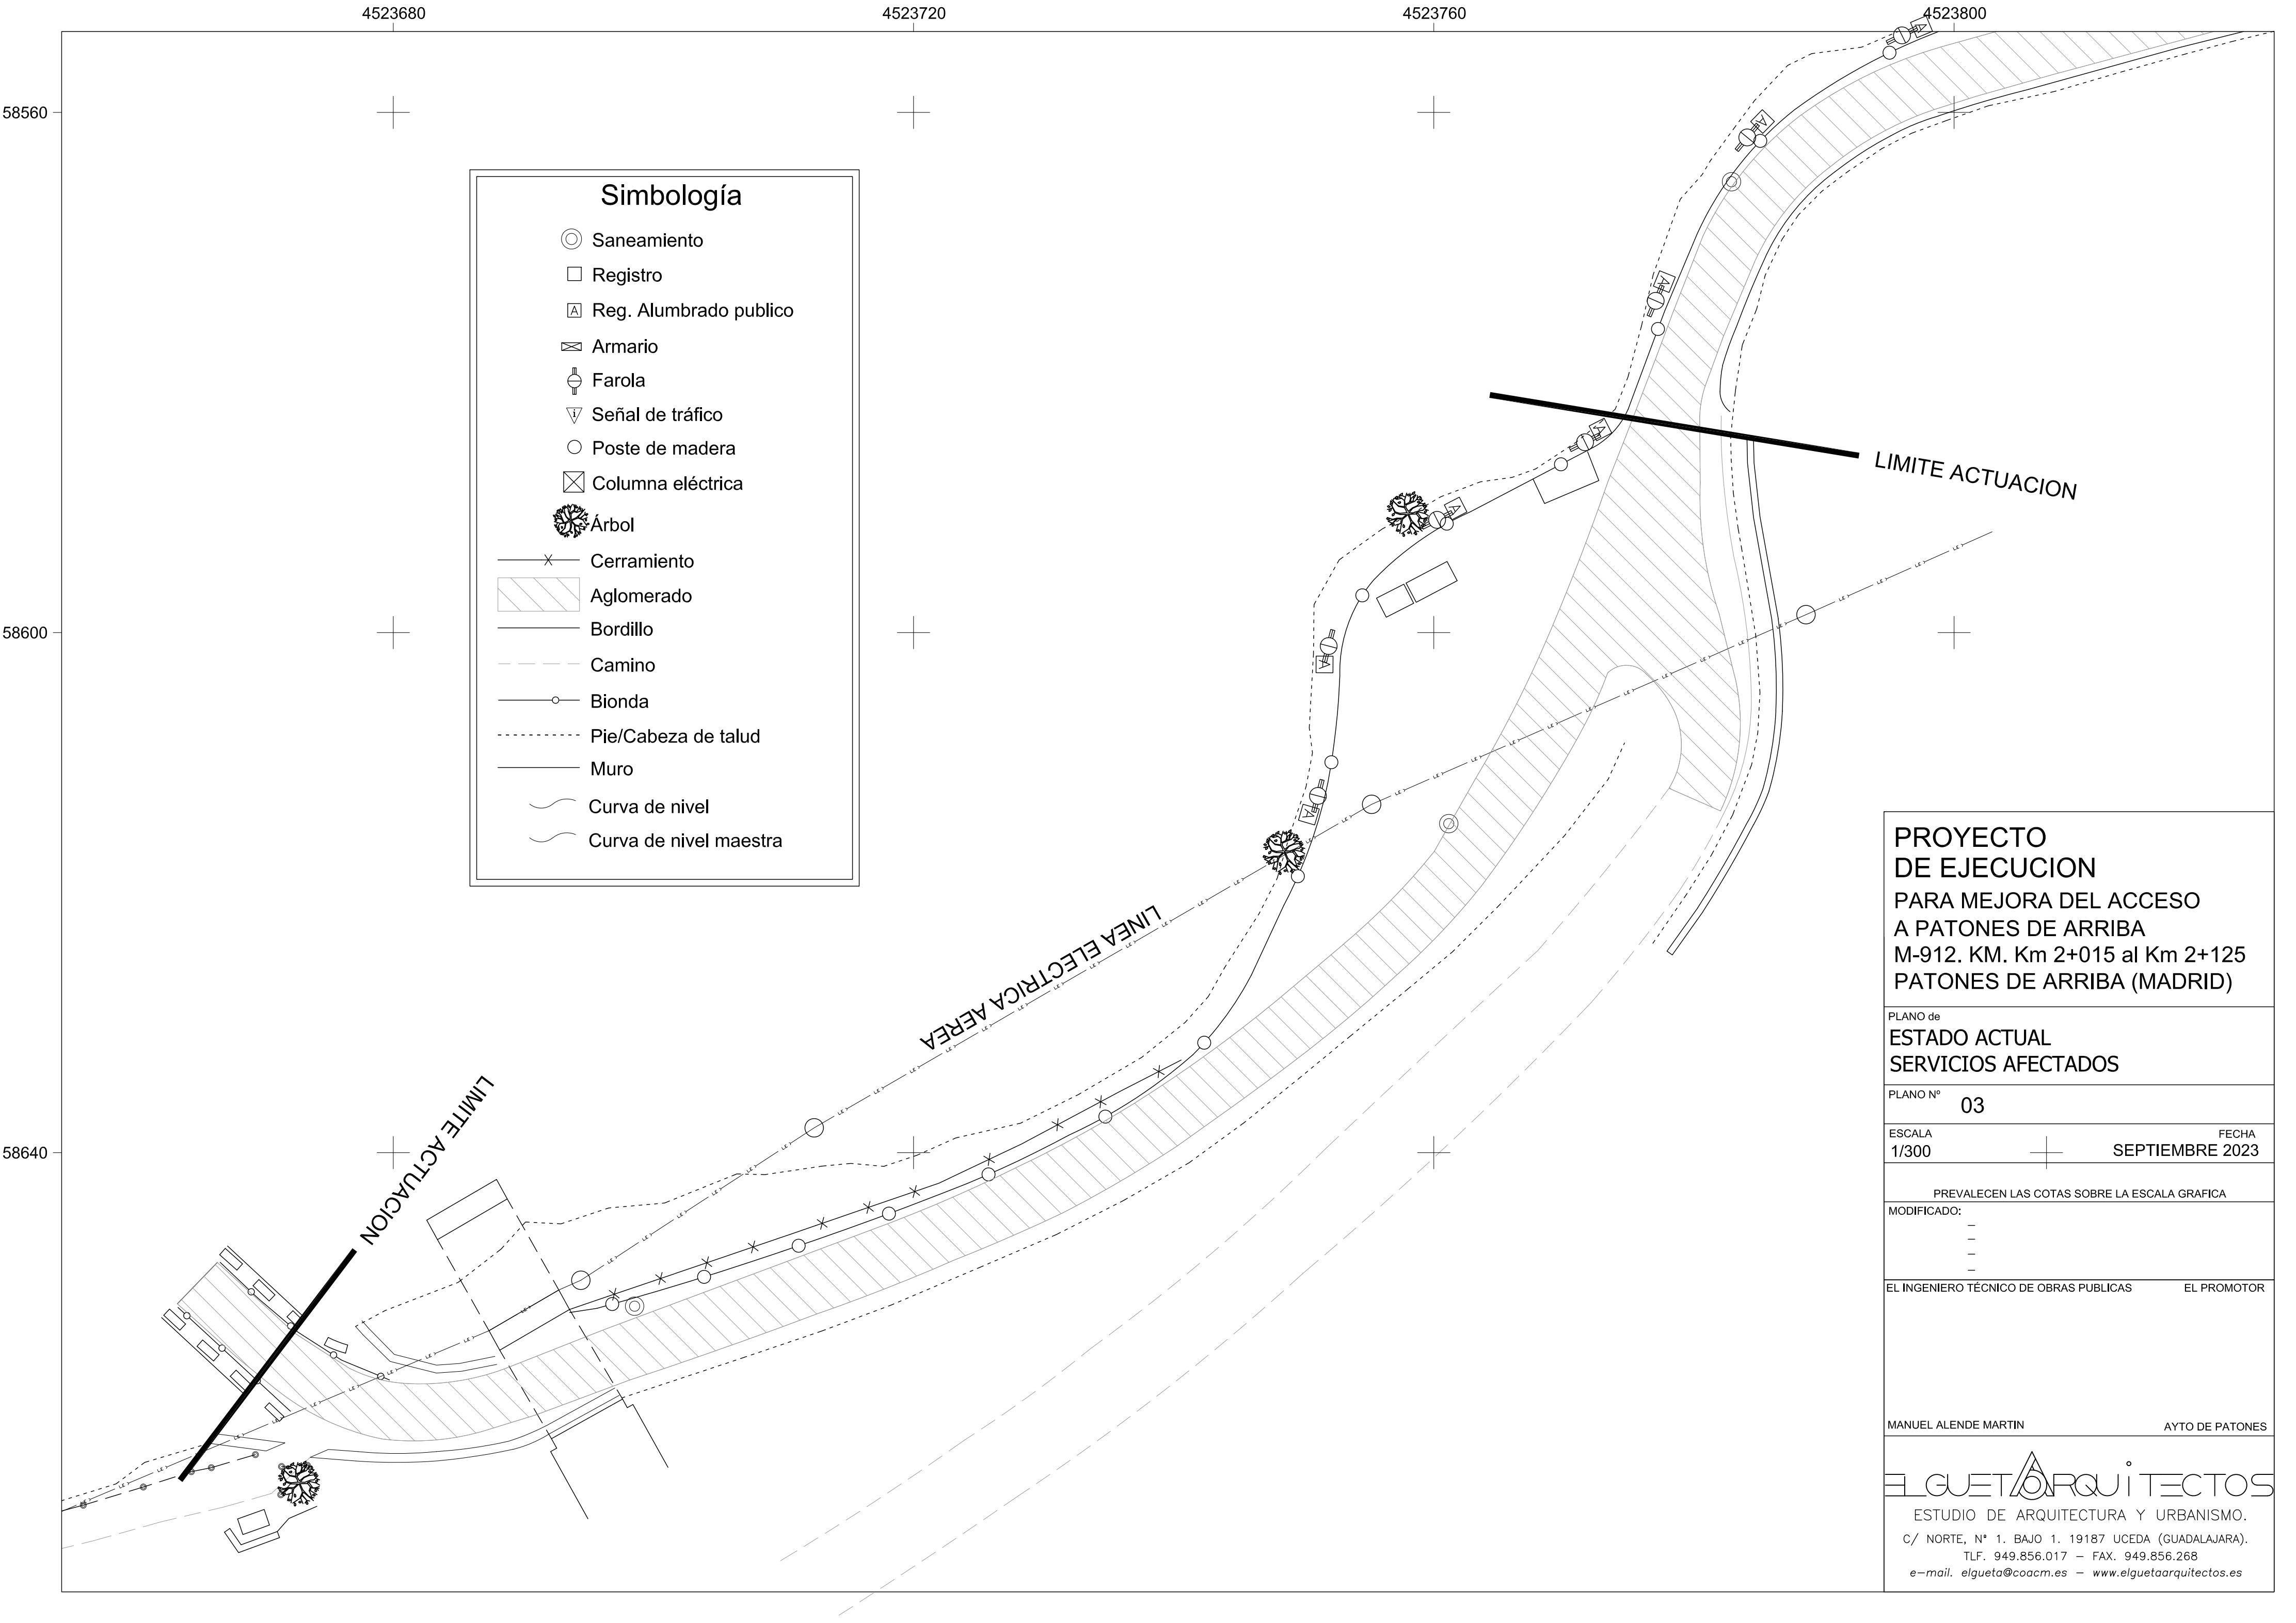 4523680
4523720
4523760
4523800
58560
58600
58640
Simbología
Saneamiento
Registro
A Reg. Alumbrado publico
Armario
Farola
i Señal de tráfico
Poste de madera
Columna eléctrica
Árbol
Cerramiento
Aglomerado
Bordillo
Camino
Bionda
Pie/Cabeza de talud
Muro
Curva de nivel
Curva de nivel maestra
A
A
A
A
A
A
A
LIMITE ACTUACION
LINEA ELECTRICA AEREA
LIMITE ACTUACION
PROYECTO
DE EJECUCION
PARA MEJORA DEL ACCESO
A PATONES DE ARRIBA
M-912. KM. Km 2+015 al Km 2+125
PATONES DE ARRIBA (MADRID)
PLANO de
ESTADO ACTUAL
SERVICIOS AFECTADOS
PLANO Nº 03
ESCALA FECHA
1/300 SEPTIEMBRE 2023
PREVALECEN LAS COTAS SOBRE LA ESCALA GRAFICA
MODIFICADO:
–
–
–
–
EL INGENIERO TÉCNICO DE OBRAS PUBLICAS EL PROMOTOR
MANUEL ALENDE MARTIN AYTO DE PATONES
ELGUETA ARQUiTECTOS
ESTUDIO DE ARQUITECTURA Y URBANISMO.
C/ NORTE, Nº 1. BAJO 1. 19187 UCEDA (GUADALAJARA).
TLF. 949.856.017 – FAX. 949.856.268
e-mail. elgueta@coacm.es – www.elguetaarquitectos.es